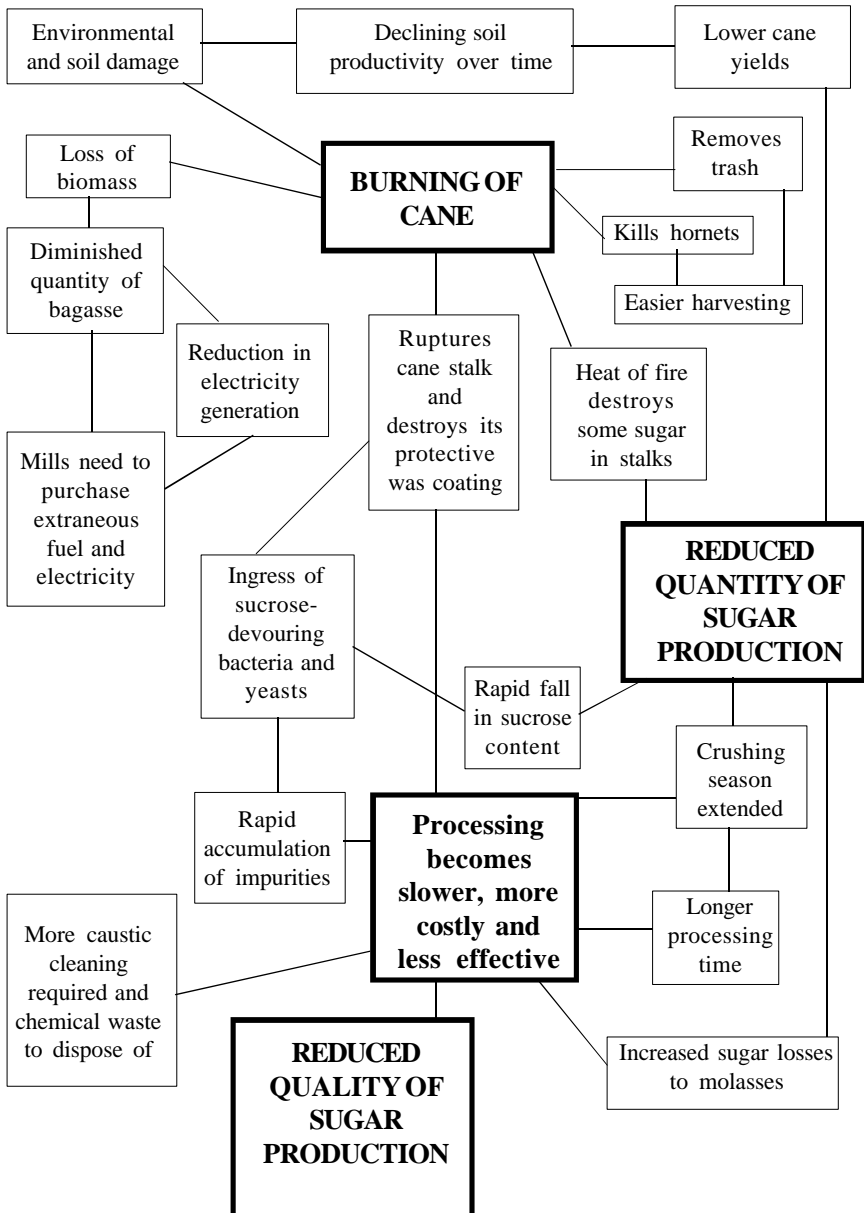 Environmental
and soil damage
Declining soil
productivity over time
Lower cane
yields
Loss of
biomass
BURNING OF
CANE
Removes
trash
Kills hornets
Easier harvesting
Diminished
quantity of
bagasse
Reduction in
electricity
generation
Ruptures
cane stalk
and
destroys its
protective
was coating
Heat of fire
destroys
some sugar
in stalks
Mills need to
purchase
extraneous
fuel and
electricity
Ingress of
sucrose-
devouring
bacteria and
yeasts
REDUCED
QUANTITY OF
SUGAR
PRODUCTION
Rapid fall
in sucrose
content
Crushing
season
extended
Rapid
accumulation
of impurities
Processing
becomes
slower, more
costly and
less effective
Longer
processing
time
More caustic
cleaning
required and
chemical waste
to dispose of
REDUCED
QUALITY OF
SUGAR
PRODUCTION
Increased sugar losses
to molasses